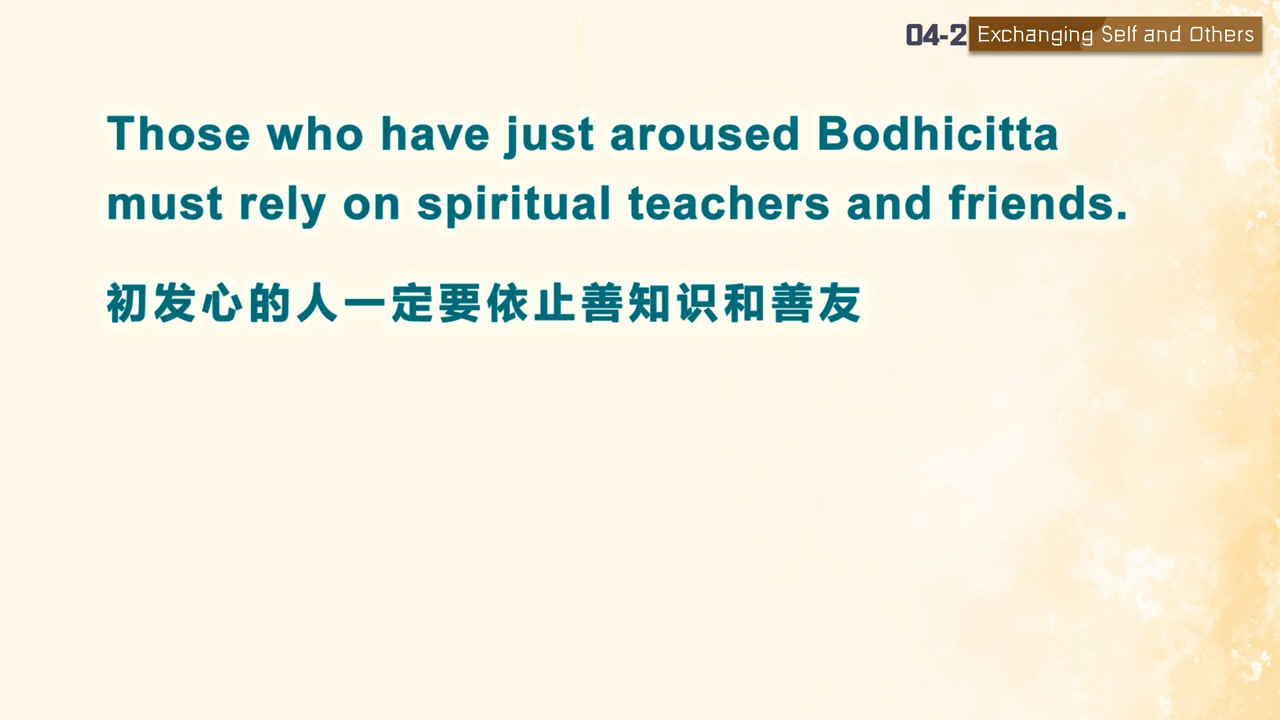 04-2 Exchanging Self and Others
Those who have just aroused Bodhicitta
must rely on spiritual teachers and friends.
初发心的人一定要依止善知识和善友